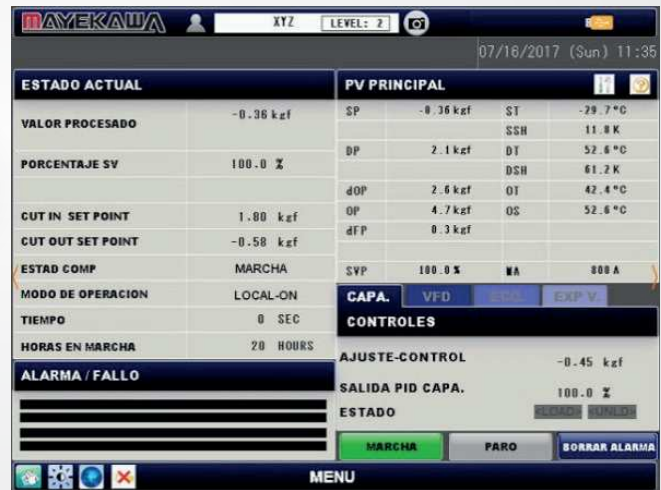 MAYEKAWA XYZ LEVEL: 2
07/16/2017 (Sun) 11:35
ESTADO ACTUAL
VALOR PROCESADO -0.36 kgf
PORCENTAJE SV 100.0 %
CUT IN SET POINT 1.80 kgf
CUT OUT SET POINT -0.58 kgf
ESTAD COMP MARCHA
MODO DE OPERACION LOCAL-ON
TIEMPO 0 SEC
HORAS EN MARCHA 20 HOURS
ALARMA / FALLO
PV PRINCIPAL
SP -0.36 kgf ST -29.7 °C
SSH 11.8 K
DP 2.1 kgf DT 52.6 °C
DSH 61.2 K
dOP 2.6 kgf OT 42.4 °C
OP 4.7 kgf OS 52.6 °C
dFP 0.3 kgf
SVP 100.0 % MA 800 A
CAPA. VFD ECO. EXP V.
CONTROLES
AJUSTE-CONTROL -0.45 kgf
SALIDA PID CAPA. 100.0 %
ESTADO <LOAD> <UNLD>
MARCHA PARO BORRAR ALARMA
MENU